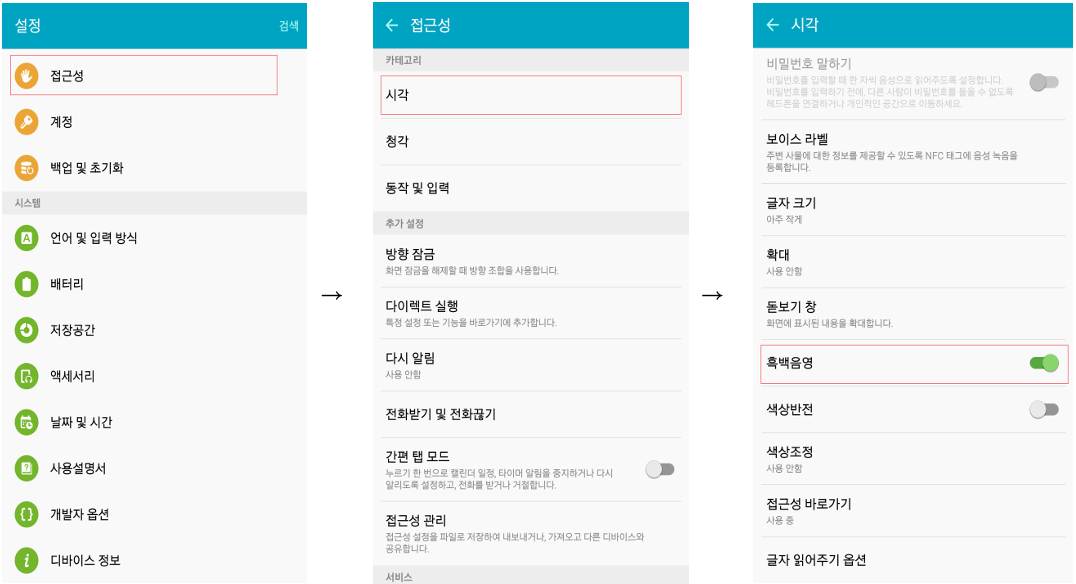 설정
검색
접근성
계정
백업 및 초기화
시스템
언어 및 입력 방식
배터리
저장공간
액세서리
날짜 및 시간
사용설명서
개발자 옵션
디바이스 정보
→
접근성
카테고리
시각
청각
동작 및 입력
추가 설정
방향 잠금
화면 잠금을 해제할 때 방향 조합을 사용합니다.
다이렉트 실행
특정 설정 또는 기능을 바로가기에 추가합니다.
다시 알림
사용 안함
전화받기 및 전화끊기
간편 탭 모드
누르기 한 번으로 캘린더 일정, 타이머 알림을 중지하거나 다시
알리도록 설정하고, 전화를 받거나 거절합니다.
접근성 관리
접근성 설정을 파일로 저장하여 내보내거나, 가져오고 다른 디바이스와
공유합니다.
서비스
→
시각
비밀번호 말하기
비밀번호를 입력할 때 한 자씩 음성으로 읽어주도록 설정합니다.
비밀번호를 입력하기 전에, 다른 사람이 비밀번호를 들을 수 없도록
헤드폰을 연결하거나 개인적인 공간으로 이동하세요.
보이스 라벨
주변 사물에 대한 정보를 제공할 수 있도록 NFC 태그에 음성 녹음을
등록합니다.
글자 크기
아주 작게
확대
사용 안함
돋보기 창
화면에 표시된 내용을 확대합니다.
흑백음영
색상반전
색상조정
사용 안함
접근성 바로가기
사용 중
글자 읽어주기 옵션